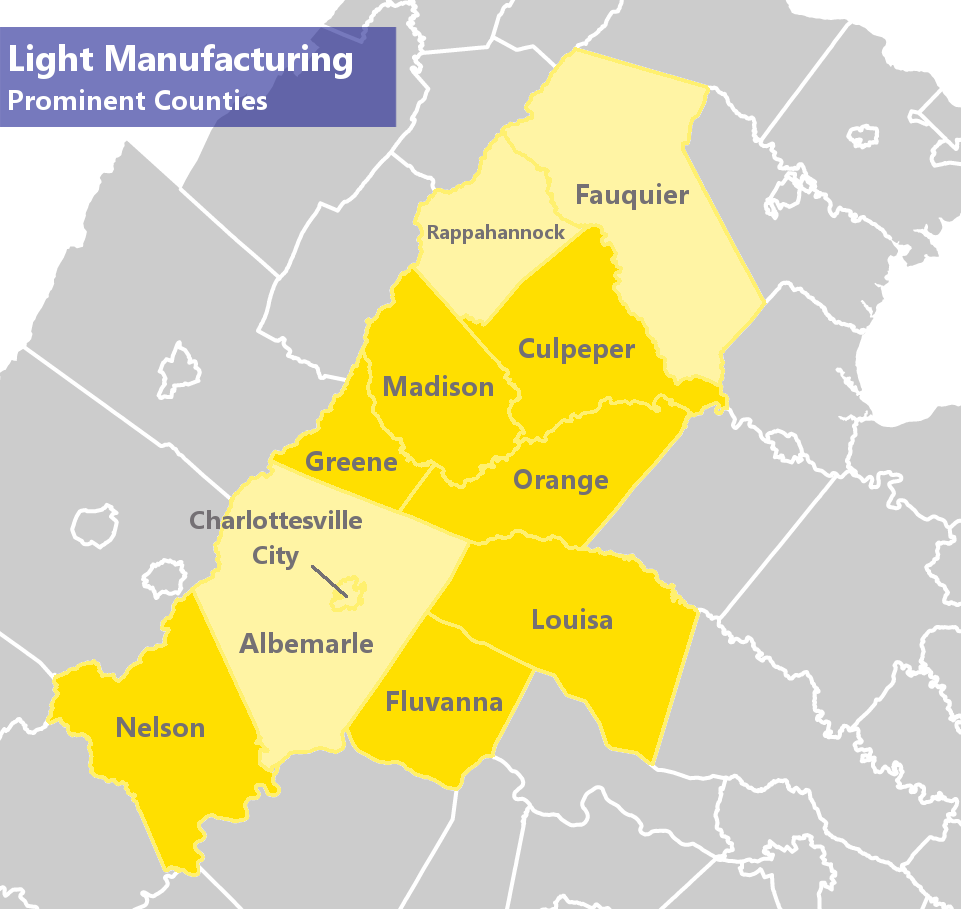 Light Manufacturing
Prominent Counties
Fauquier
Rappahannock
Culpeper
Madison
Greene
Orange
Charlottesville
City
Louisa
Albemarle
Fluvanna
Nelson